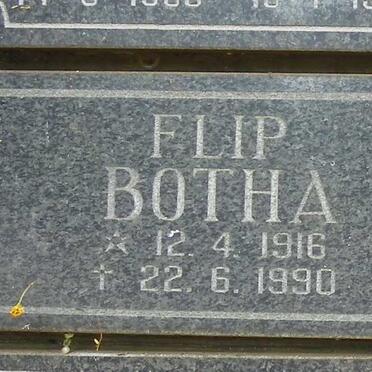 FLIP
BOTHA
☆ 12. 4. 1916
† 22. 6. 1990